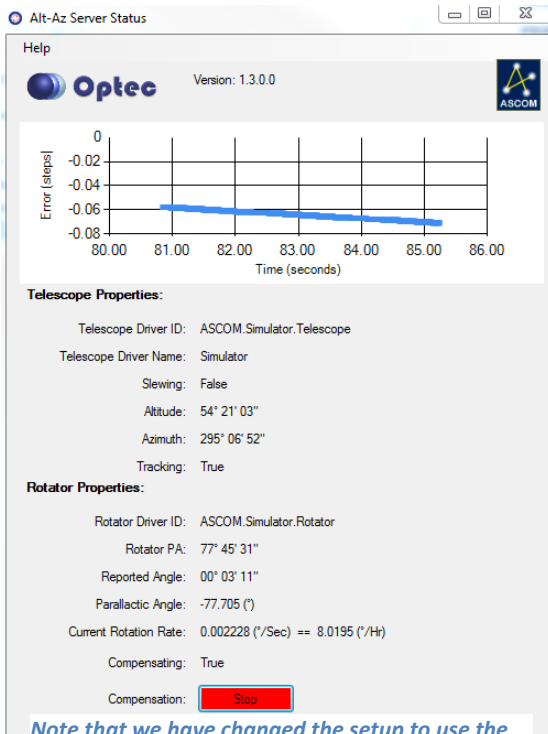 Alt-Az Server Status
Help
Optec Version: 1.3.0.0
ASCOM
0
-0.02
-0.04
-0.06
-0.08
Error (steps)
80.00 81.00 82.00 83.00 84.00 85.00 86.00
Time (seconds)
Telescope Properties:
Telescope Driver ID: ASCOM.Simulator.Telescope
Telescope Driver Name: Simulator
Slewing: False
Altitude: 54° 21' 03"
Azimuth: 295° 06' 52"
Tracking: True
Rotator Properties:
Rotator Driver ID: ASCOM.Simulator.Rotator
Rotator PA: 77° 45' 31"
Reported Angle: 00° 03' 11"
Parallactic Angle: -77.705 (°)
Current Rotation Rate: 0.002228 (°/Sec) == 8.0195 (°/Hr)
Compensating: True
Compensation: Stop
Note that we have changed the setup to use the